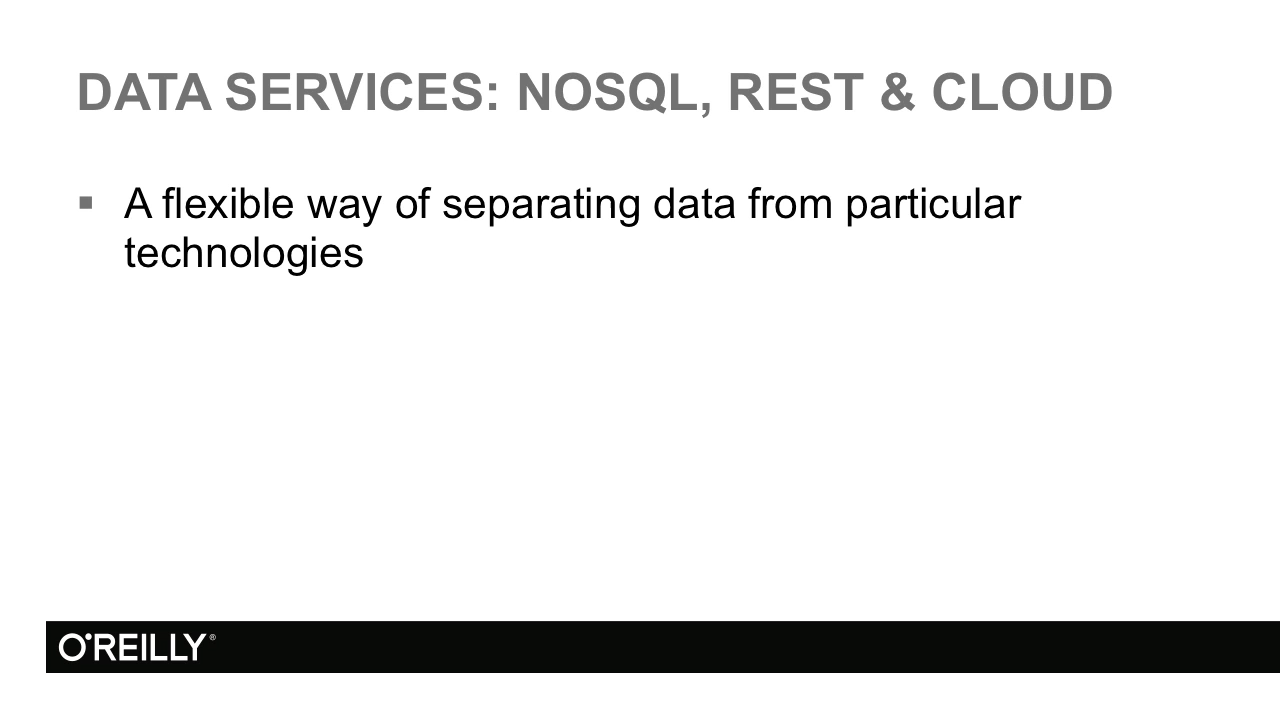 DATA SERVICES: NOSQL, REST & CLOUD
▪ A flexible way of separating data from particular
technologies
O'REILLY®